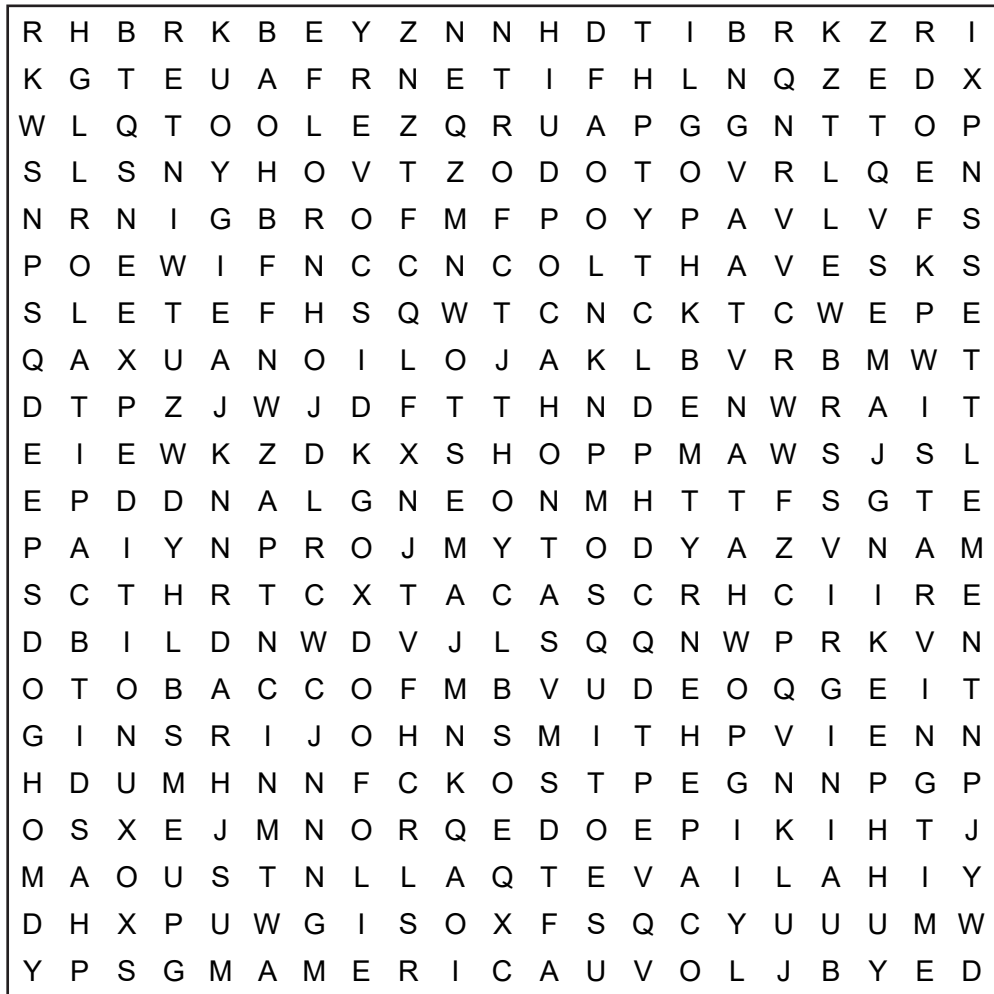 R H B R K B E Y Z N N H D T I B R K Z R I
K G T E U A F R N E T I F H L N Q Z E D X
W L Q T O O L E Z Q R U A P G G N T T O P
S L S N Y H O V T Z O D O T O V R L Q E N
N R N I G B R O F M F P O Y P A V L V F S
P O E W I F N C C N C O L T H A V E S K S
S L E T E F H S Q W T C N C K T C W E P E
Q A X U A N O I L O J A K L B V R B M W T
D T P Z J W J D F T T H N D E N W R A I T
E I E W K Z D K X S H O P P M A W S J S L
E P D D N A L G N E O N M H T T F S G T E
P A I Y N P R O J M Y T O D Y A Z V N A M
S C T H R T C X T A C A S C R H C I I R E
D B I L D N W D V J L S Q Q N W P R K V N
O T O B A C C O F M B V U D E O Q G E I T
G I N S R I J O H N S M I T H P V I E N N
H D U M H N N F C K O S T P E G N N P G P
O S X E J M N O R Q E D O E P I K I H T J
M A O U S T N L L A Q T E V A I L A H I Y
D H X P U W G I S O X F S Q C Y U U U M W
Y P S G M A M E R I C A U V O L J B Y E D